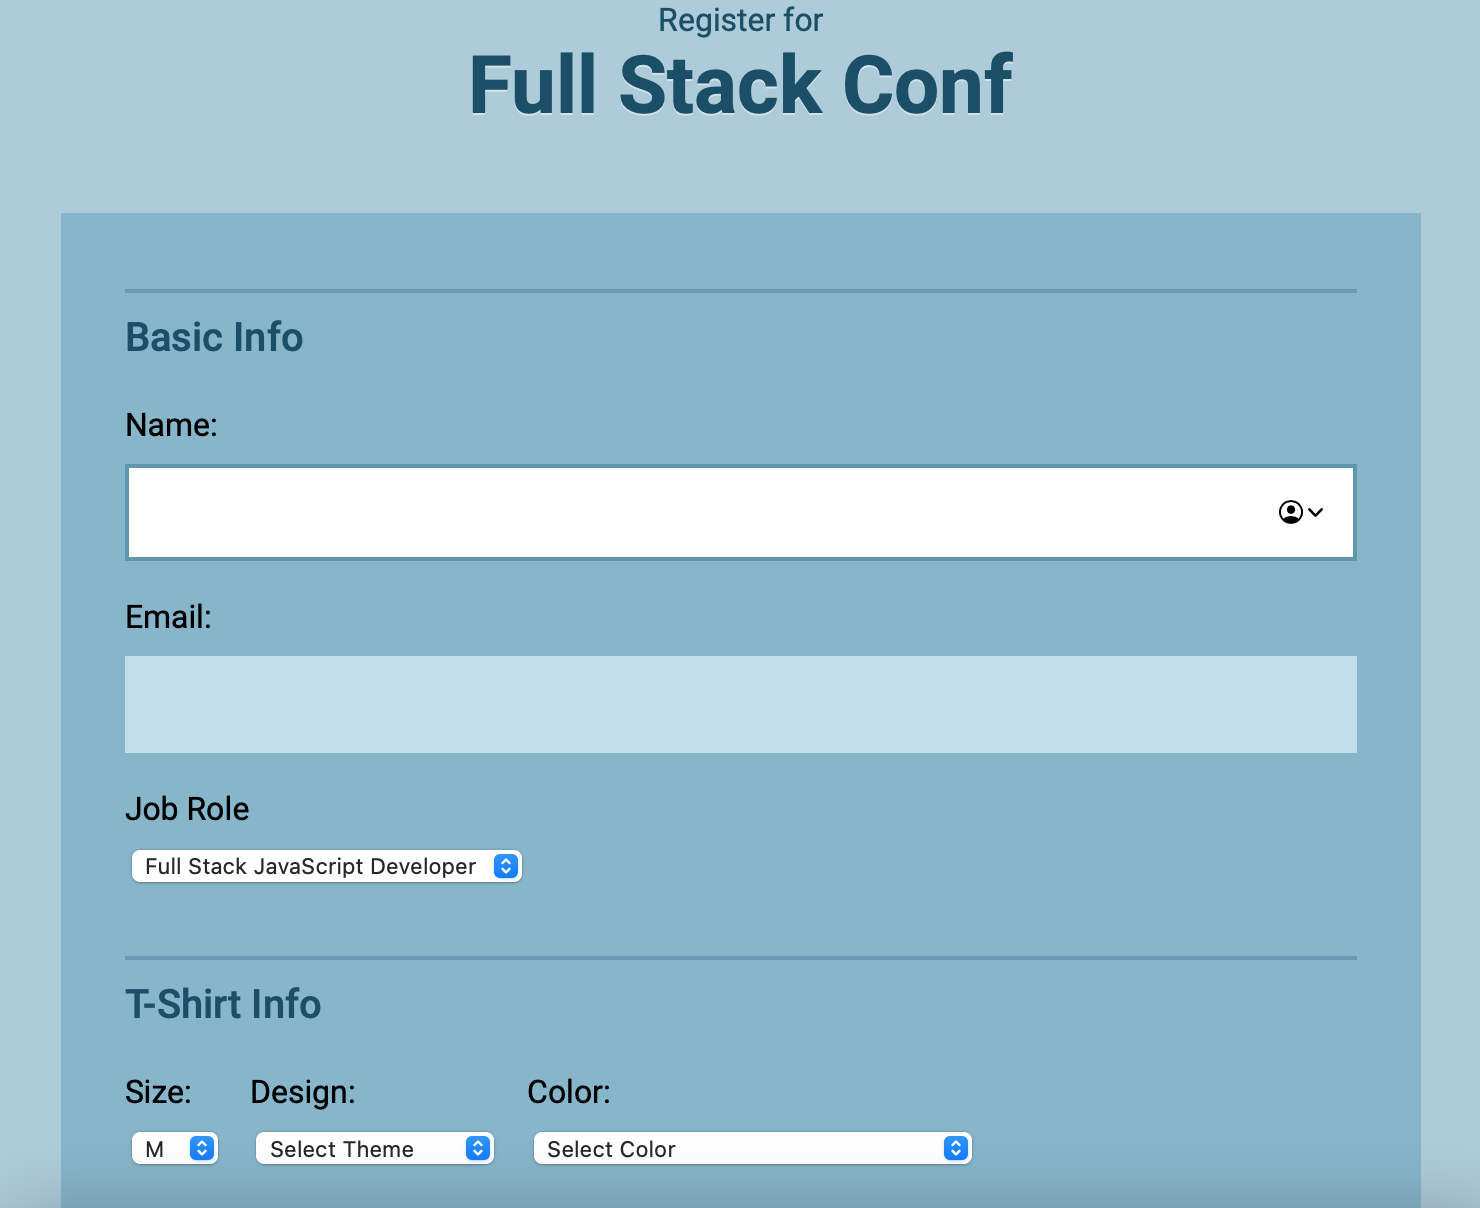 Register for
Full Stack Conf
Basic Info
Name:
Email:
Job Role
Full Stack JavaScript Developer
T-Shirt Info
Size: Design: Color:
M Select Theme Select Color